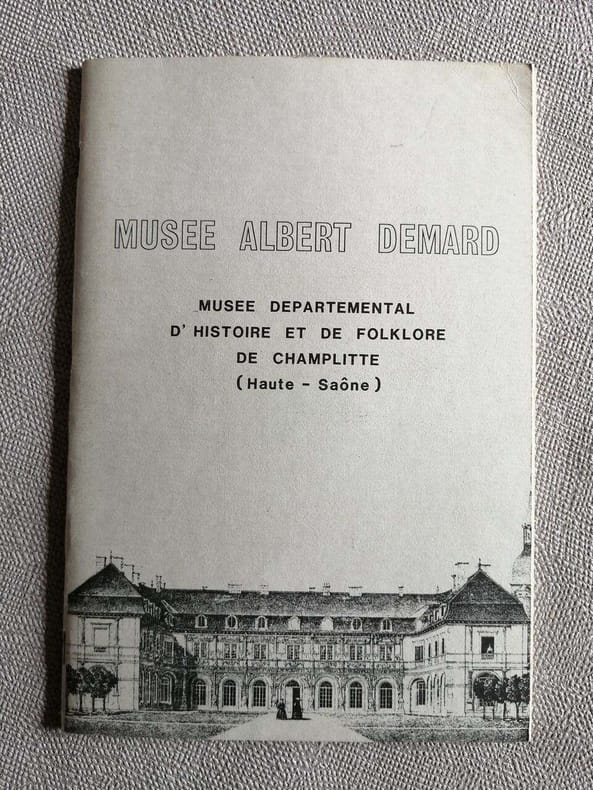 MUSEE ALBERT DEMARD
MUSEE DEPARTEMENTAL
D'HISTOIRE ET DE FOLKLORE
DE CHAMPLITTE
(Haute - Saône)